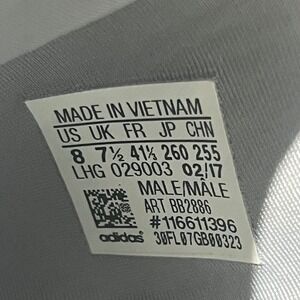 MADE IN VIETNAM
US UK FR JP CHN
8 7½ 41⅓ 260 255
LHG 029003 02/17
MALE/MÂLE
ART BB2886
#116611396
adidas 30FL07GB00323